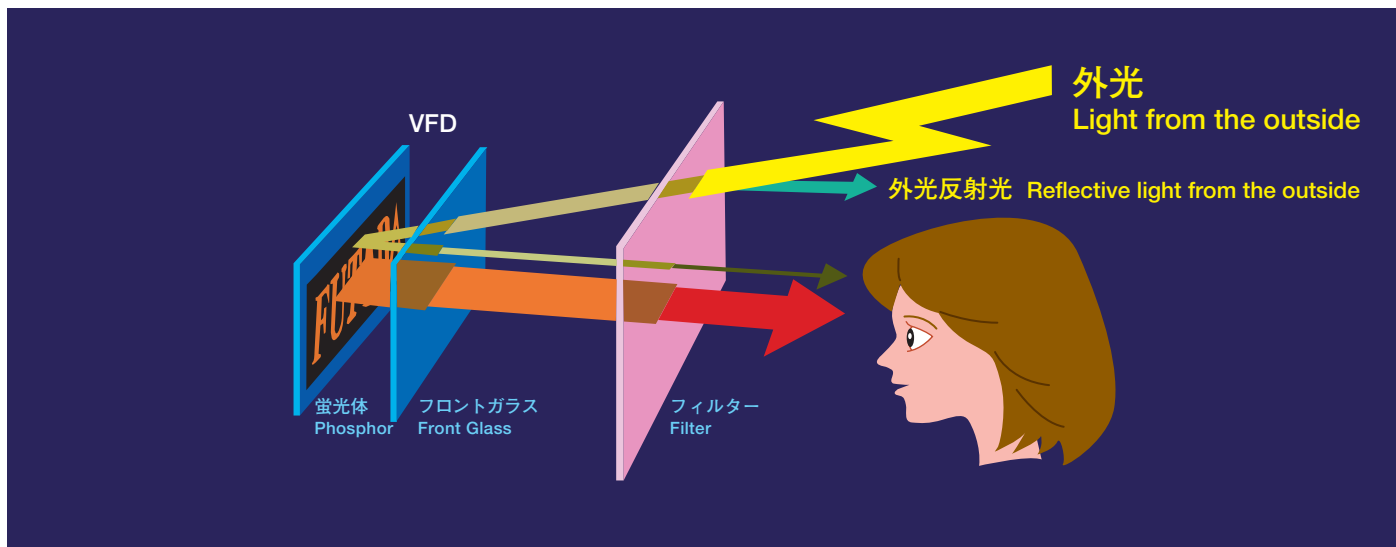 外光
Light from the outside
VFD
外光反射光 Reflective light from the outside
FUTABA
蛍光体
Phosphor
フロントガラス
Front Glass
フィルター
Filter